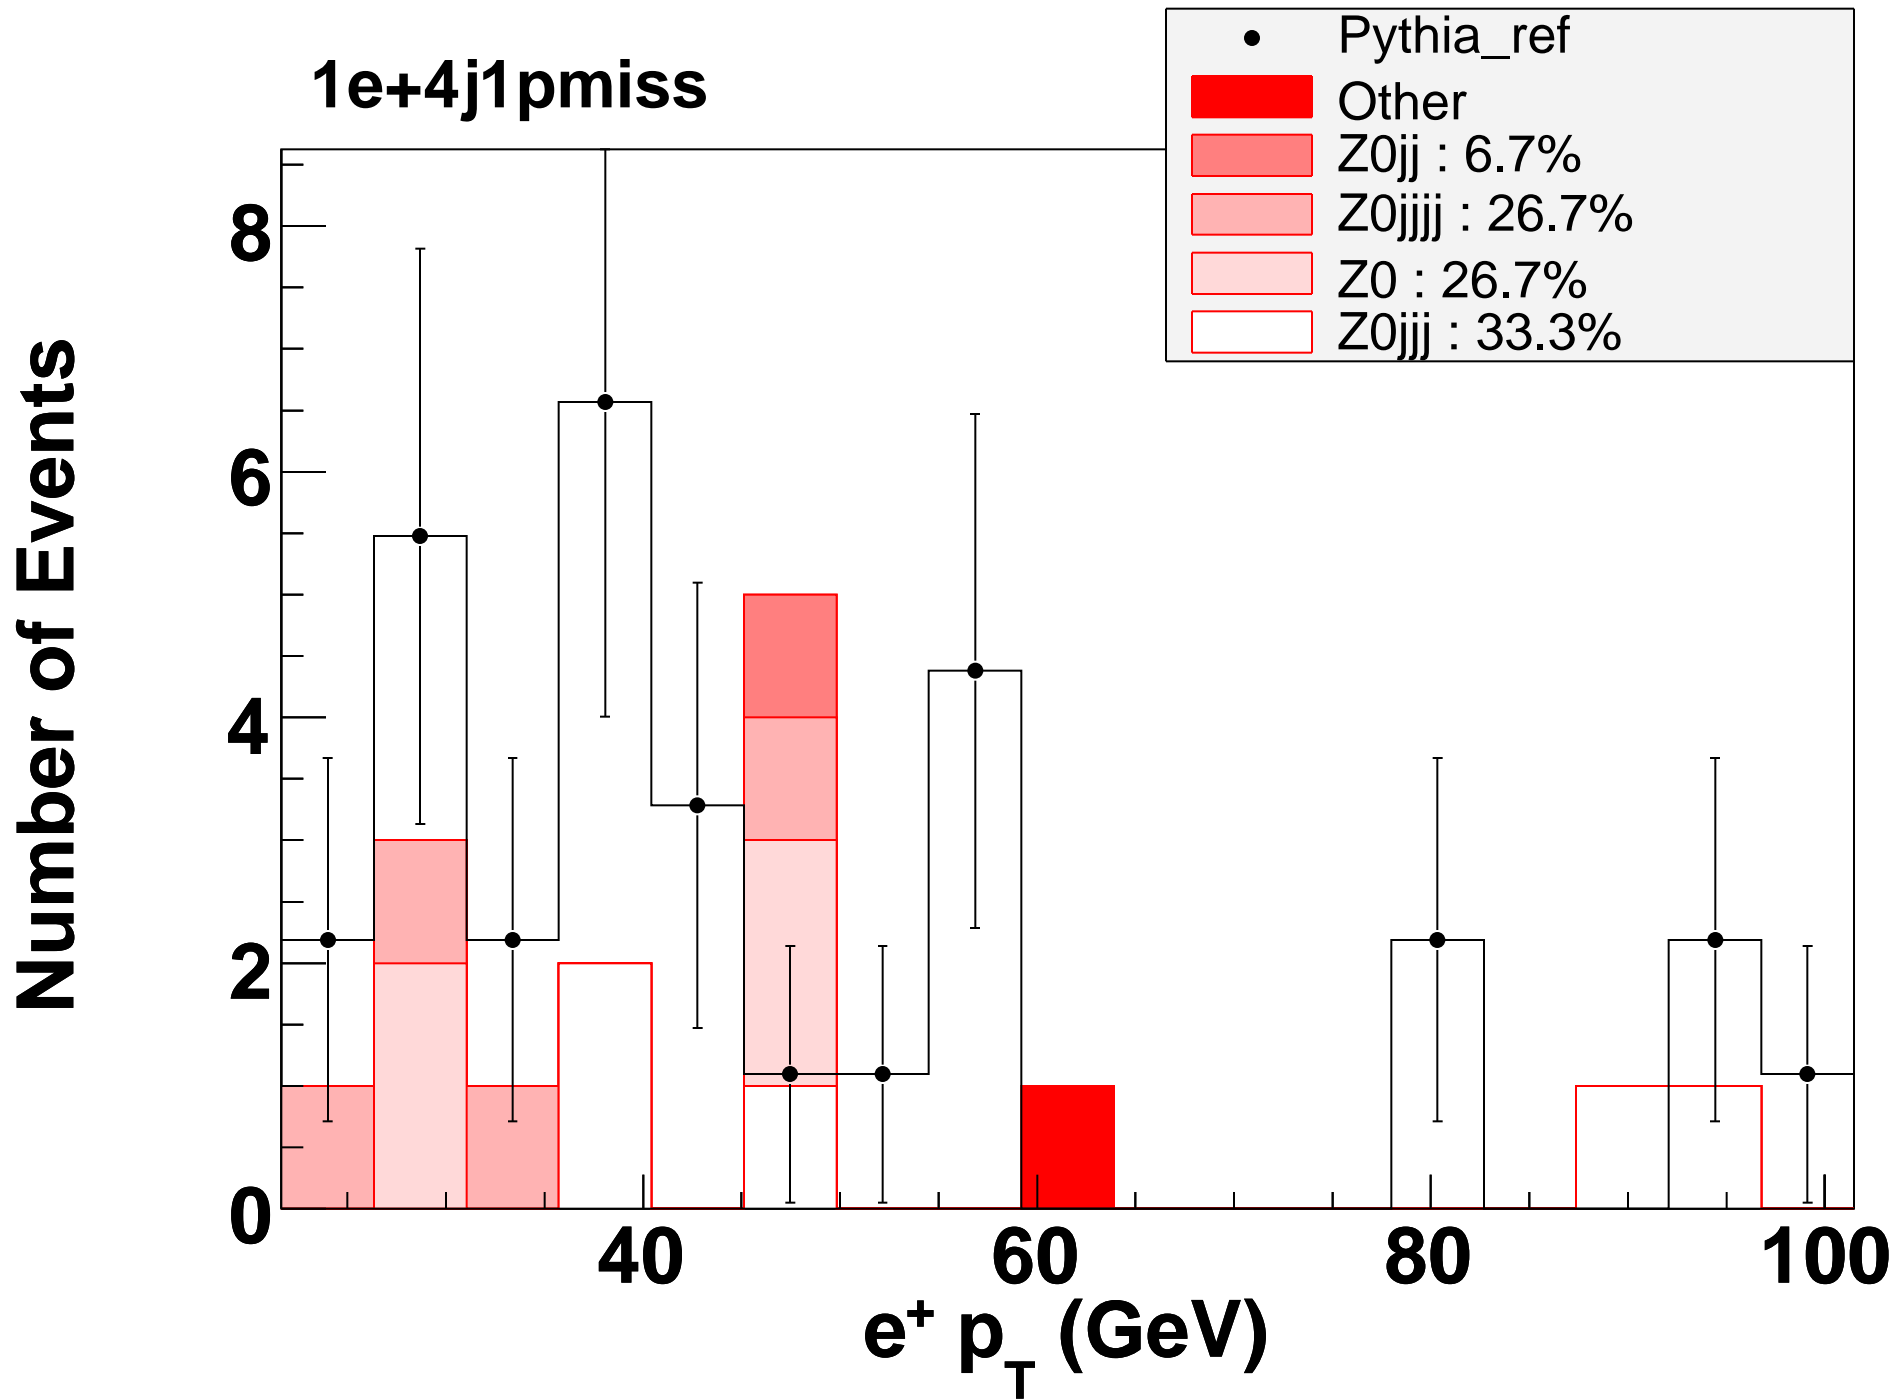 1e+4j1pmiss
Pythia_ref
Other
Z0jj : 6.7%
Z0jjjj : 26.7%
Z0 : 26.7%
Z0jjj : 33.3%
Number of Events
8
6
4
2
0
40 60 80 100
e⁺ p_T (GeV)